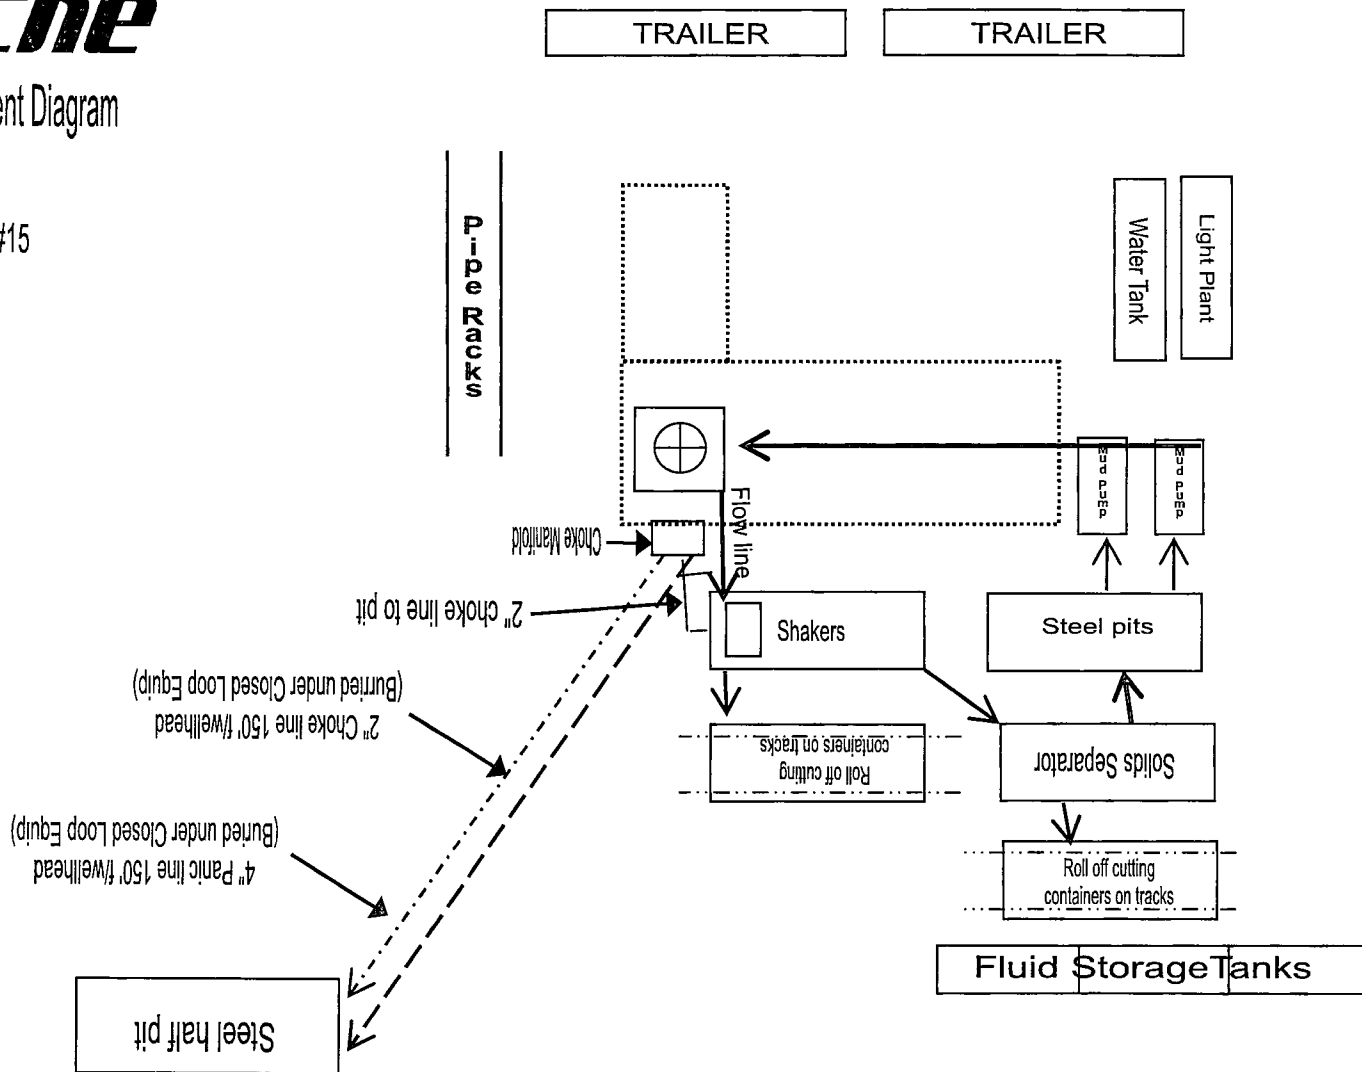 TRAILER
TRAILER
ent Diagram
#15
Pipe Racks
Water Tank
Light Plant
Mud Pump
Mud Pump
Flow line
Choke Manifold
2" choke line to pit
Shakers
Steel pits
2" Choke line 150' f/wellhead
(Burried under Closed Loop Equip)
Roll off cutting
containers on tracks
Solids Separator
4" Panic line 150' f/wellhead
(Buried under Closed Loop Equip)
Roll off cutting
containers on tracks
Fluid StorageTanks
Steel half pit